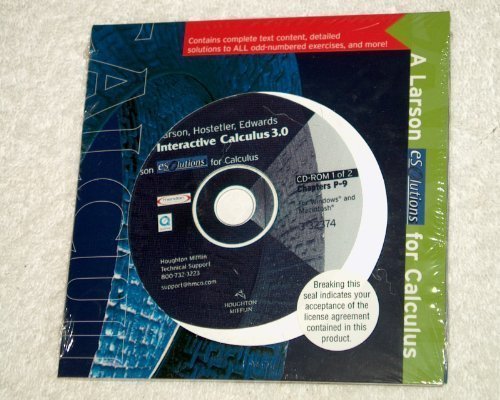 Contains complete text content, detailed
solutions to ALL odd-numbered exercises, and more!
A Larson eSolutions for Calculus
arson, Hostetler, Edwards
Interactive Calculus 3.0
son eSolutions for Calculus
CD-ROM 1 of 2
Chapters P-9
For Windows® and
Macintosh®
Houghton Mifflin
Technical Support
800-732-3223
support@hmco.com
HOUGHTON
MIFFLIN
Breaking this
seal indicates your
acceptance of the
license agreement
contained in this
product.